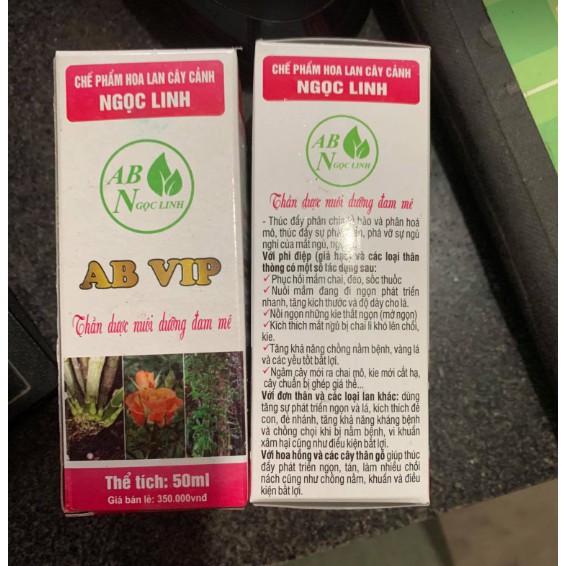 CHẾ PHẨM HOA LAN CÂY CẢNH
NGỌC LINH
AB
NGỌC LINH
AB VIP
Thần dược nuôi dưỡng đam mê
Thể tích: 50ml
Giá bán lẻ: 350.000vnđ
CHẾ PHẨM HOA LAN CÂY CẢNH
NGỌC LINH
AB
NGỌC LINH
Thần dược nuôi dưỡng đam mê
- Thúc đẩy phân chia bào và phân hoá
mô, thúc đẩy sự phá vỡ sự ngủ
nghỉ của mắt ngủ,
Với phi điệp (giả hạc) và các loại thân
thòng có một số tác dụng sau:
✓Phục hồi mầm chai, đẹo, sốc thuốc
✓Nuôi mầm đang đi ngọn phát triển
nhanh, tăng kích thước và độ dày cho lá.
✓Nối ngọn những kie thắt ngọn (mở ngọn)
✓Kích thích mắt ngủ bị chai lì khó lên chồi,
kie.
✓Tăng khả năng chống nấm bệnh, vàng lá
và các yếu tốt bất lợi.
✓Ngâm cây mới ra chai mô, kie mới cắt hạ,
cây chuẩn bị ghép giá thể...
Với đơn thân và các loại lan khác: dùng
tăng sự phát triển ngọn và lá, kích thích đẻ
con, đẻ nhánh, tăng khả năng kháng bệnh
và chống chọi khi bị nấm bệnh, vi khuẩn
xâm hại cũng như điều kiện bất lợi.
Với hoa hồng và các cây thân gỗ giúp thúc
đẩy phát triển ngọn, tán, làm nhiều chồi
nách cũng như chống nấm, khuẩn và điều
kiện bất lợi.